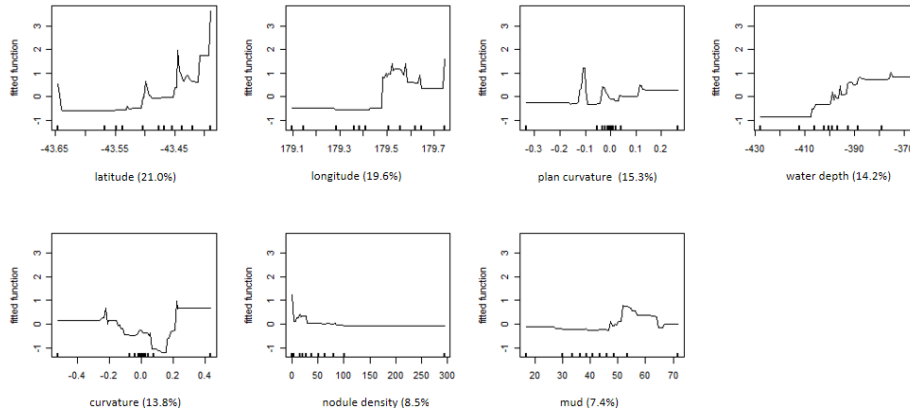 fitted function
3
2
1
0
-1
-43.65 -43.55 -43.45
latitude (21.0%)
fitted function
3
2
1
0
-1
179.1 179.3 179.5 179.7
longitude (19.6%)
fitted function
3
2
1
0
-1
-0.3 -0.2 -0.1 0.0 0.1 0.2
plan curvature (15.3%)
fitted function
3
2
1
0
-1
-430 -410 -390 -370
water depth (14.2%)
fitted function
3
2
1
0
-1
-0.4 -0.2 0.0 0.2 0.4
curvature (13.8%)
fitted function
3
2
1
0
-1
0 50 100 150 200 250 300
nodule density (8.5%
fitted function
3
2
1
0
-1
20 30 40 50 60 70
mud (7.4%)